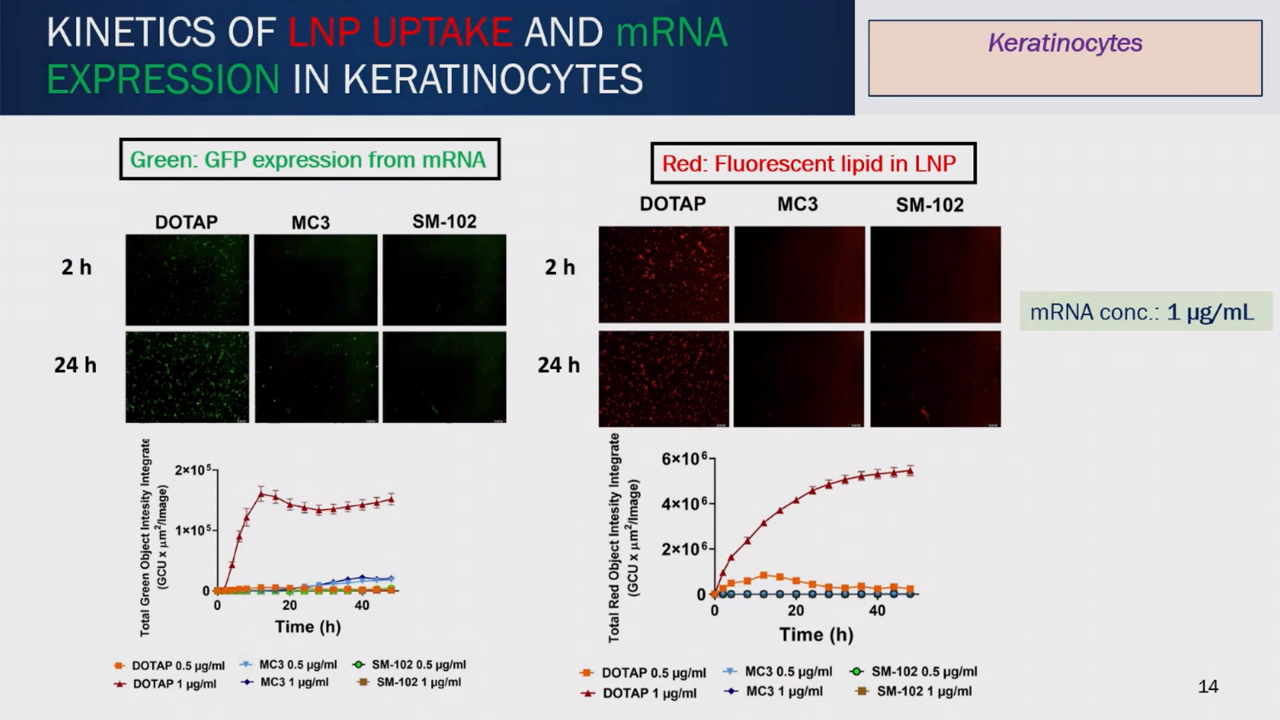 KINETICS OF LNP UPTAKE AND mRNA
EXPRESSION IN KERATINOCYTES
Keratinocytes
Green: GFP expression from mRNA
Red: Fluorescent lipid in LNP
DOTAP MC3 SM-102
2 h
24 h
DOTAP MC3 SM-102
2 h
24 h
mRNA conc.: 1 µg/mL
Total Green Object Intesity Integrate
(GCU x µm²/Image)
2×10⁵
1×10⁵
0
0 20 40
Time (h)
DOTAP 0.5 µg/ml MC3 0.5 µg/ml SM-102 0.5 µg/ml
DOTAP 1 µg/ml MC3 1 µg/ml SM-102 1 µg/ml
Total Red Object Intesity Integrate
(GCU x µm²/Image)
6×10⁶
4×10⁶
2×10⁶
0
0 20 40
Time (h)
DOTAP 0.5 µg/ml MC3 0.5 µg/ml SM-102 0.5 µg/ml
DOTAP 1 µg/ml MC3 1 µg/ml SM-102 1 µg/ml
14